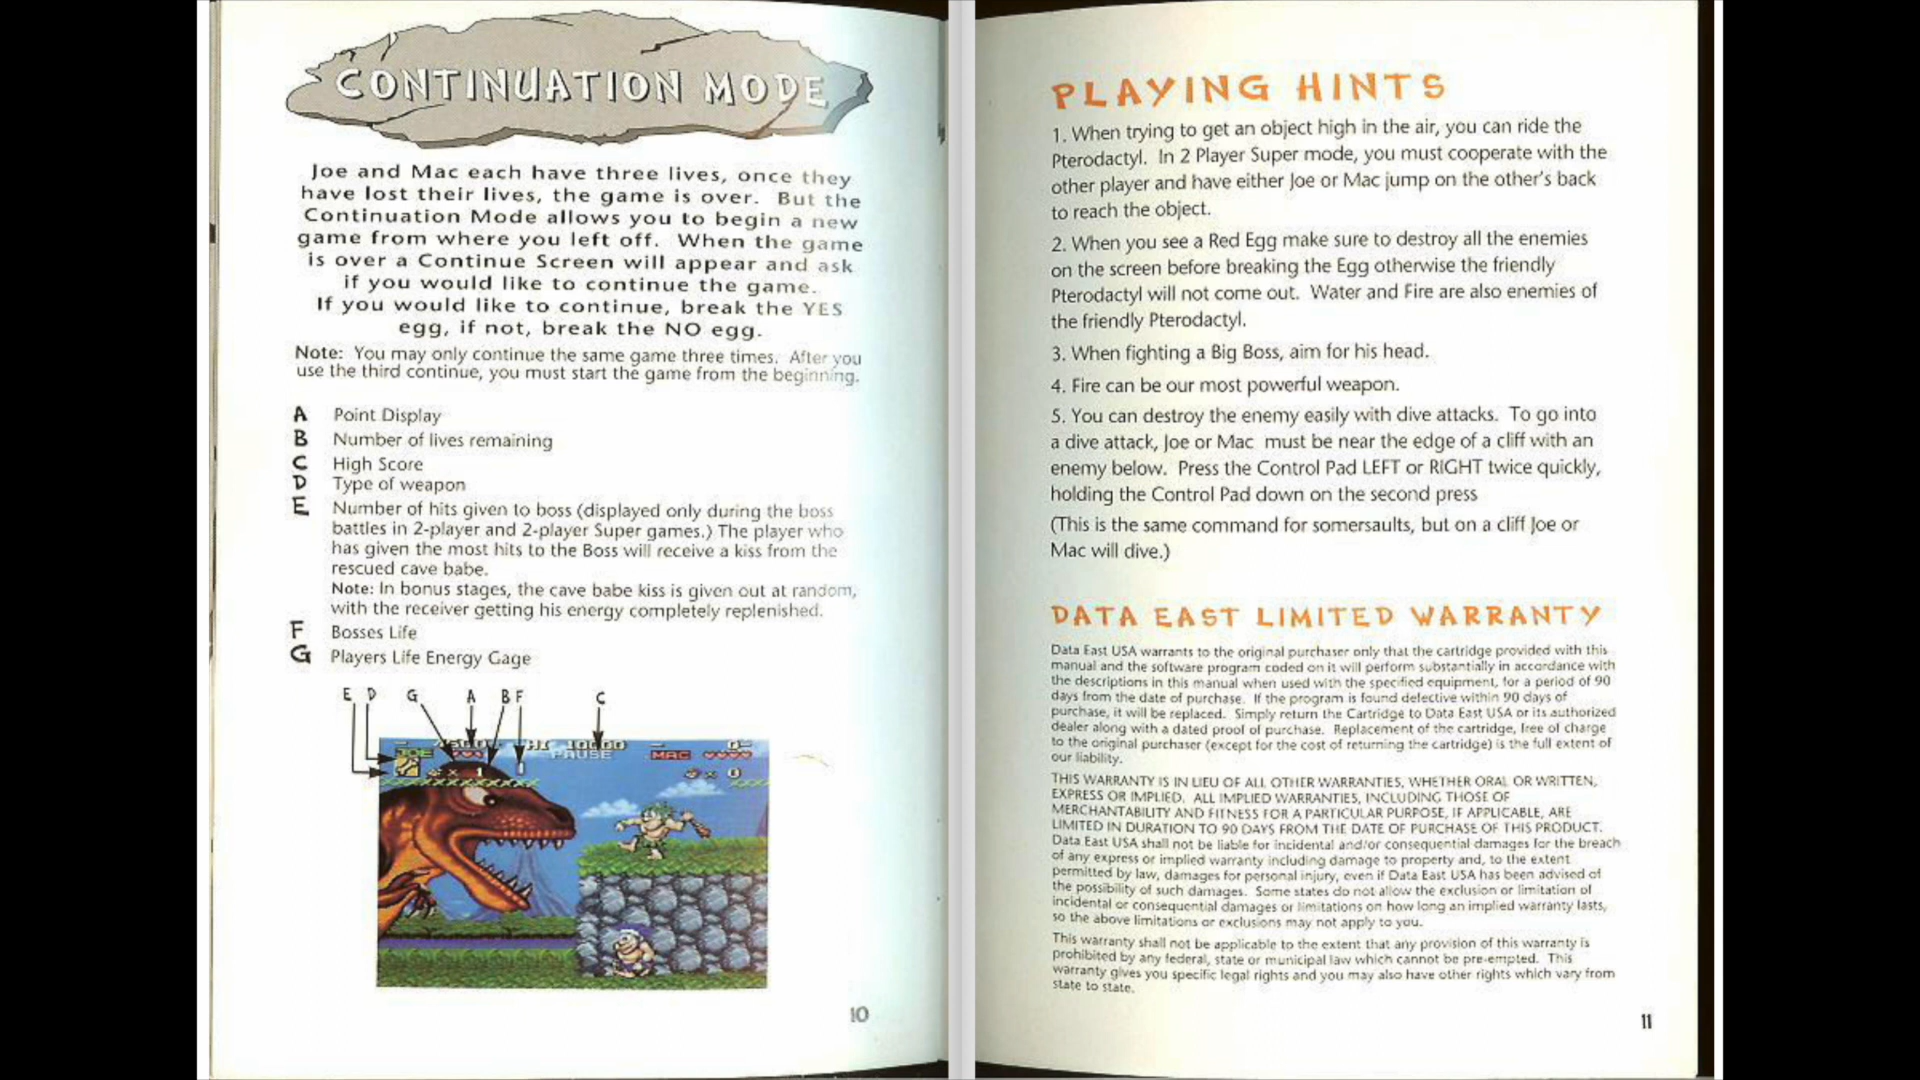 CONTINUATION MODE
Joe and Mac each have three lives, once they
have lost their lives, the game is over. But the
Continuation Mode allows you to begin a new
game from where you left off. When the game
is over a Continue Screen will appear and ask
if you would like to continue the game.
If you would like to continue, break the YES
egg, if not, break the NO egg.
Note: You may only continue the same game three times. After you
use the third continue, you must start the game from the beginning.
A Point Display
B Number of lives remaining
C High Score
D Type of weapon
E Number of hits given to boss (displayed only during the boss
battles in 2-player and 2-player Super games.) The player who
has given the most hits to the Boss will receive a kiss from the
rescued cave babe.
Note: In bonus stages, the cave babe kiss is given out at random,
with the receiver getting his energy completely replenished.
F Bosses Life
G Players Life Energy Gage
E D G A B F C
HI 10000 0
JOE PAUSE MAC
x 1 x 0
10
PLAYING HINTS
1. When trying to get an object high in the air, you can ride the
Pterodactyl. In 2 Player Super mode, you must cooperate with the
other player and have either Joe or Mac jump on the other's back
to reach the object.
2. When you see a Red Egg make sure to destroy all the enemies
on the screen before breaking the Egg otherwise the friendly
Pterodactyl will not come out. Water and Fire are also enemies of
the friendly Pterodactyl.
3. When fighting a Big Boss, aim for his head.
4. Fire can be our most powerful weapon.
5. You can destroy the enemy easily with dive attacks. To go into
a dive attack, Joe or Mac must be near the edge of a cliff with an
enemy below. Press the Control Pad LEFT or RIGHT twice quickly,
holding the Control Pad down on the second press
(This is the same command for somersaults, but on a cliff Joe or
Mac will dive.)
DATA EAST LIMITED WARRANTY
Data East USA warrants to the original purchaser only that the cartridge provided with this
manual and the software program coded on it will perform substantially in accordance with
the descriptions in this manual when used with the specified equipment, for a period of 90
days from the date of purchase. If the program is found defective within 90 days of
purchase, it will be replaced. Simply return the Cartridge to Data East USA or its authorized
dealer along with a dated proof of purchase. Replacement of the cartridge, free of charge
to the original purchaser (except for the cost of returning the cartridge) is the full extent of
our liability.
THIS WARRANTY IS IN LIEU OF ALL OTHER WARRANTIES, WHETHER ORAL OR WRITTEN,
EXPRESS OR IMPLIED. ALL IMPLIED WARRANTIES, INCLUDING THOSE OF
MERCHANTABILITY AND FITNESS FOR A PARTICULAR PURPOSE, IF APPLICABLE, ARE
LIMITED IN DURATION TO 90 DAYS FROM THE DATE OF PURCHASE OF THIS PRODUCT.
Data East USA shall not be liable for incidental and/or consequential damages for the breach
of any express or implied warranty including damage to property and, to the extent
permitted by law, damages for personal injury, even if Data East USA has been advised of
the possibility of such damages. Some states do not allow the exclusion or limitation of
incidental or consequential damages or limitations on how long an implied warranty lasts,
so the above limitations or exclusions may not apply to you.
This warranty shall not be applicable to the extent that any provision of this warranty is
prohibited by any federal, state or municipal law which cannot be pre-empted. This
warranty gives you specific legal rights and you may also have other rights which vary from
state to state.
11